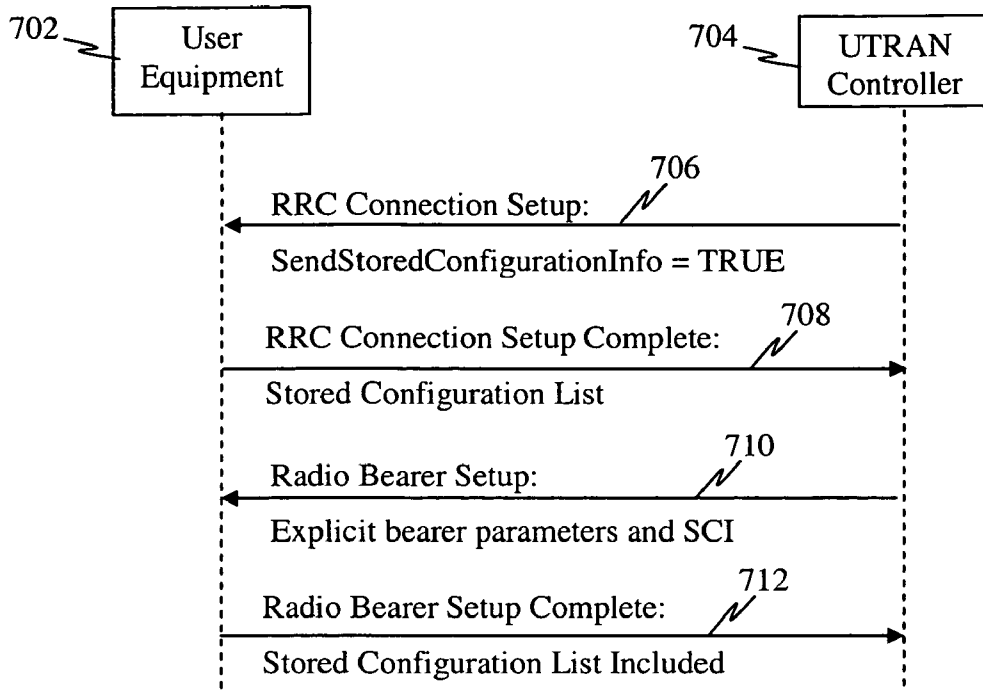 702
User
Equipment
704
UTRAN
Controller
706
RRC Connection Setup:
SendStoredConfigurationInfo = TRUE
708
RRC Connection Setup Complete:
Stored Configuration List
710
Radio Bearer Setup:
Explicit bearer parameters and SCI
712
Radio Bearer Setup Complete:
Stored Configuration List Included